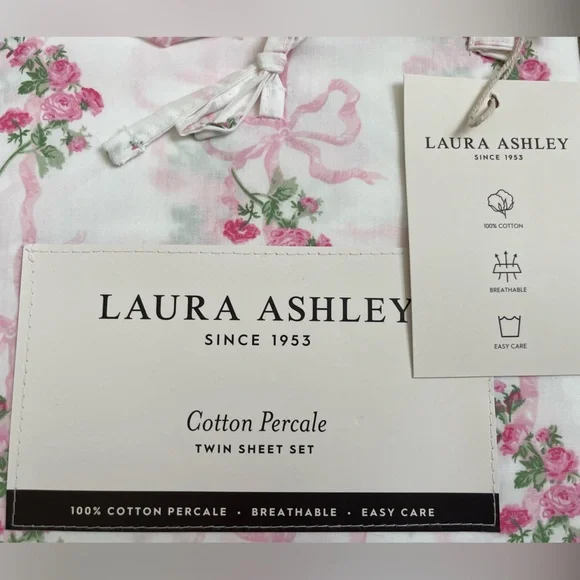 LAURA ASHLEY
SINCE 1953
100% COTTON
BREATHABLE
EASY CARE
LAURA ASHLEY
SINCE 1953
Cotton Percale
TWIN SHEET SET
100% COTTON PERCALE • BREATHABLE • EASY CARE